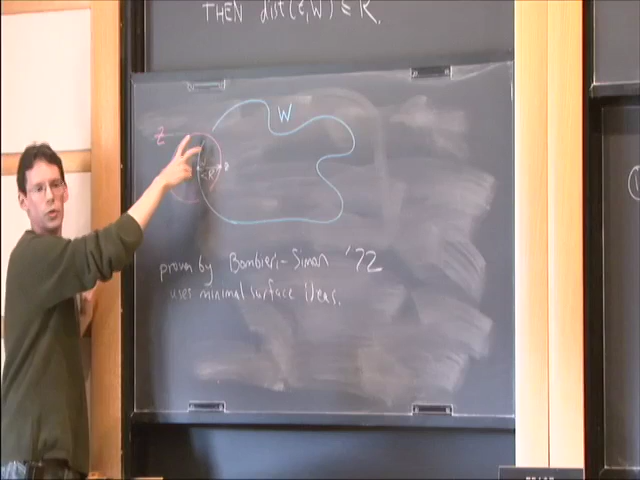 THEN dist(z,W) ≤ R.
W
z
R
proven by Bombieri-Simon '72
uses minimal surface ideas.